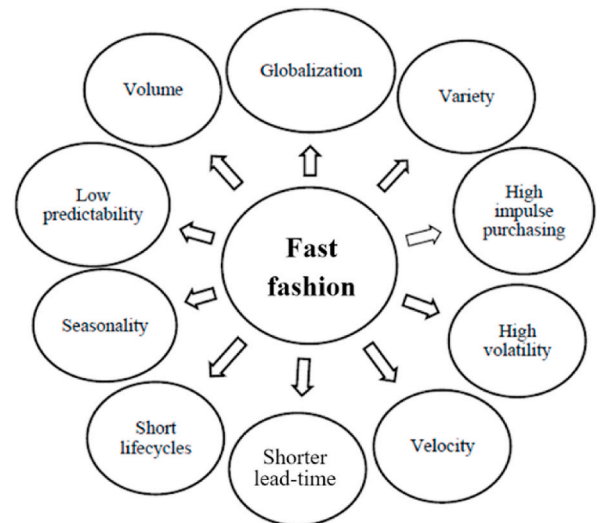 Globalization
Volume
Variety
Low
predictability
High
impulse
purchasing
Fast
fashion
Seasonality
High
volatility
Short
lifecycles
Shorter
lead-time
Velocity